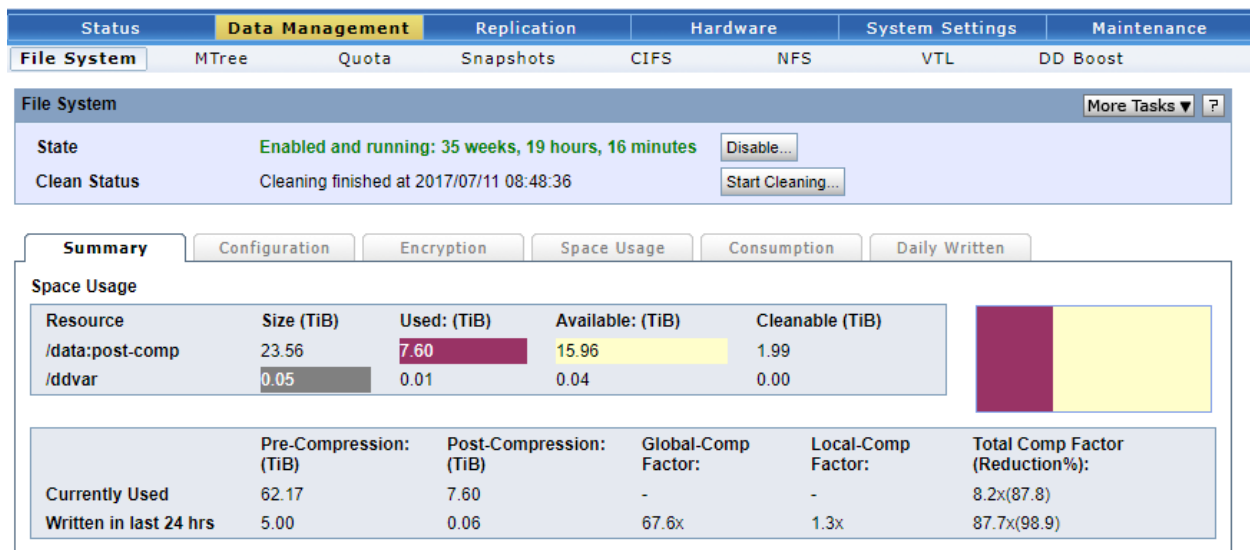 Status Data Management Replication Hardware System Settings Maintenance
File System MTree Quota Snapshots CIFS NFS VTL DD Boost
File System More Tasks ▼ ?
State Enabled and running: 35 weeks, 19 hours, 16 minutes Disable...
Clean Status Cleaning finished at 2017/07/11 08:48:36 Start Cleaning...
Summary Configuration Encryption Space Usage Consumption Daily Written
Space Usage
Resource Size (TiB) Used: (TiB) Available: (TiB) Cleanable (TiB)
/data:post-comp 23.56 7.60 15.96 1.99
/ddvar 0.05 0.01 0.04 0.00
Pre-Compression: Post-Compression: Global-Comp Local-Comp Total Comp Factor
(TiB) (TiB) Factor: Factor: (Reduction%):
Currently Used 62.17 7.60 - - 8.2x(87.8)
Written in last 24 hrs 5.00 0.06 67.6x 1.3x 87.7x(98.9)